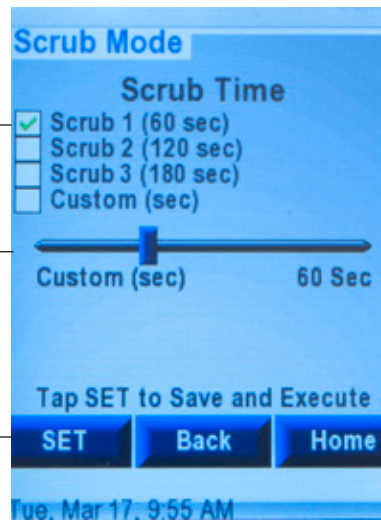 Scrub Mode
Scrub Time
Scrub 1 (60 sec)
Scrub 2 (120 sec)
Scrub 3 (180 sec)
Custom (sec)
Custom (sec) 60 Sec
Tap SET to Save and Execute
SET Back Home
Tue, Mar 17, 9:55 AM